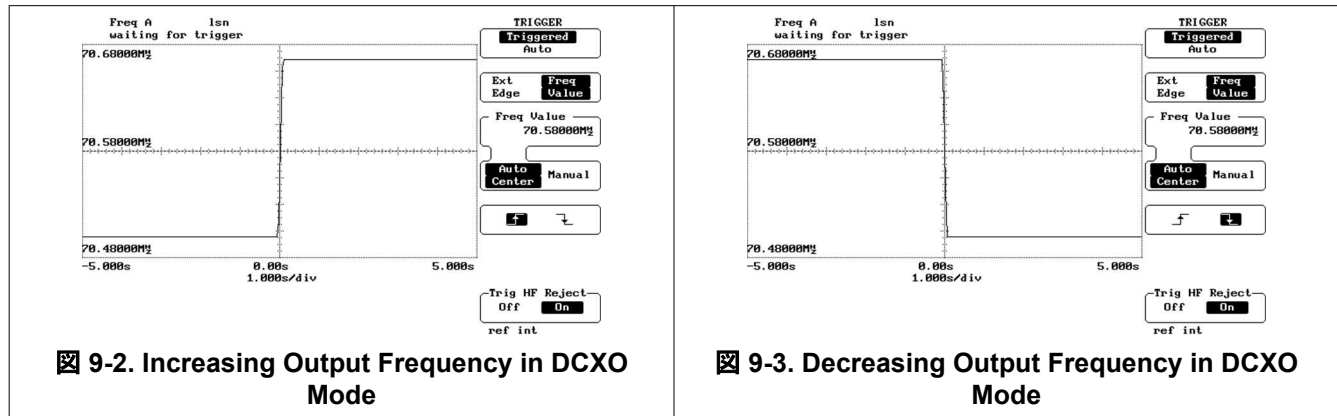 Freq A 1sn
waiting for trigger
70.68000MHz
70.58000MHz
70.48000MHz
-5.000s 0.00s 5.000s
1.000s/div
TRIGGER
Triggered
Auto
Ext Freq
Edge Value
Freq Value
70.58000MHz
Auto
Center Manual
Trig HF Reject
Off On
ref int
図 9-2. Increasing Output Frequency in DCXO
Mode
Freq A 1sn
waiting for trigger
70.68000MHz
70.58000MHz
70.48000MHz
-5.000s 0.00s 5.000s
1.000s/div
TRIGGER
Triggered
Auto
Ext Freq
Edge Value
Freq Value
70.58000MHz
Auto
Center Manual
Trig HF Reject
Off On
ref int
図 9-3. Decreasing Output Frequency in DCXO
Mode